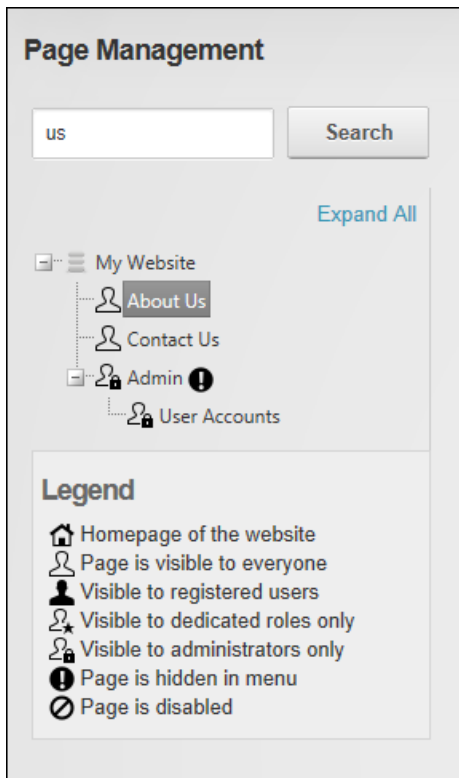 Page Management
us
Search
Expand All
My Website
About Us
Contact Us
Admin
User Accounts
Legend
Homepage of the website
Page is visible to everyone
Visible to registered users
Visible to dedicated roles only
Visible to administrators only
Page is hidden in menu
Page is disabled